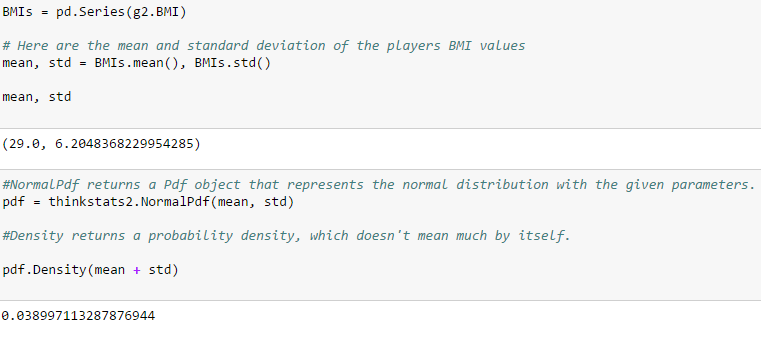 BMIs = pd.Series(g2.BMI)
# Here are the mean and standard deviation of the players BMI values
mean, std = BMIs.mean(), BMIs.std()
mean, std
(29.0, 6.2048368229954285)
#NormalPdf returns a Pdf object that represents the normal distribution with the given parameters.
pdf = thinkstats2.NormalPdf(mean, std)
#Density returns a probability density, which doesn't mean much by itself.
pdf.Density(mean + std)
0.038997113287876944